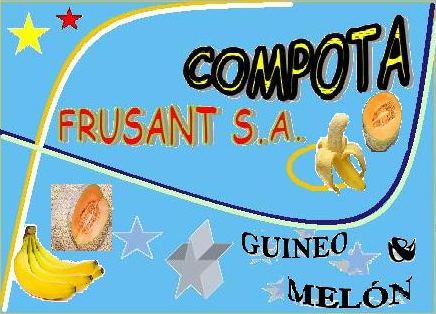 COMPOTA
FRUSANT S.A.
GUINEO &
MELÓN